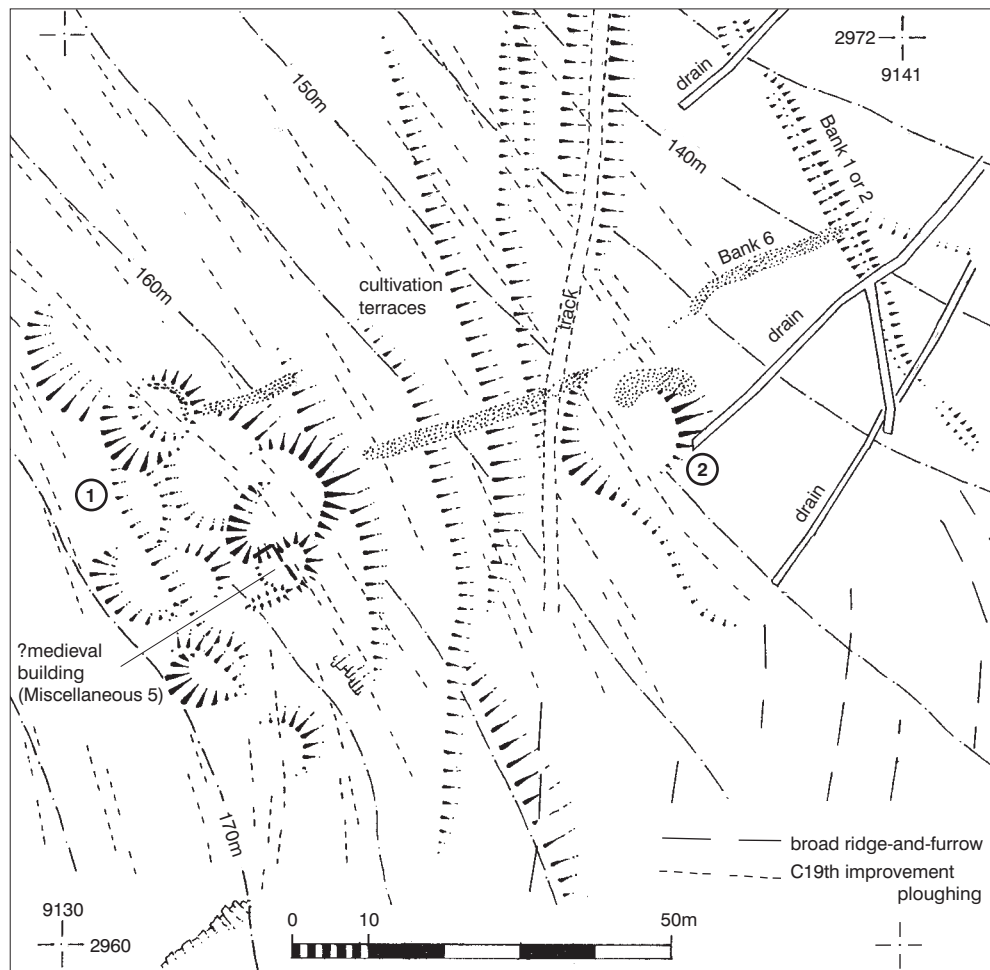 2972
9141
drain
150m
140m
Bank 1 or 2
Bank 6
160m
cultivation
terraces
track
drain
1
2
drain
?medieval
building
(Miscellaneous 5)
170m
broad ridge-and-furrow
C19th improvement
ploughing
9130
2960
0 10 50m